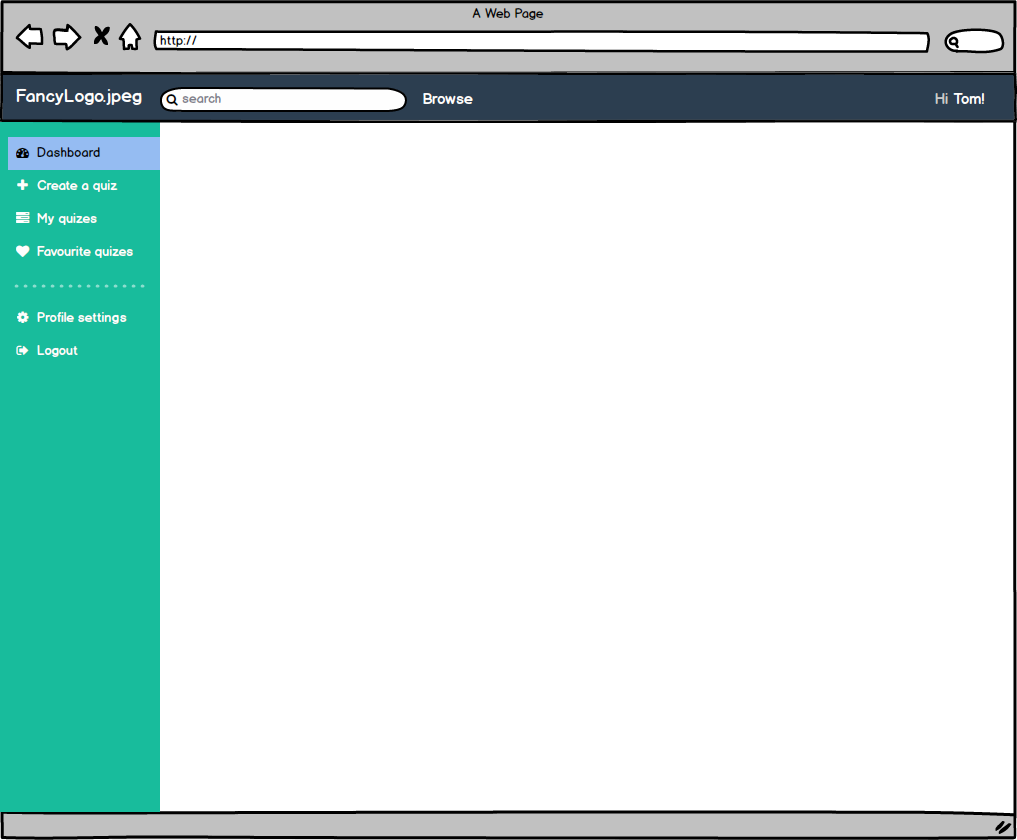 A Web Page
http://
FancyLogo.jpeg search Browse Hi Tom!
Dashboard
Create a quiz
My quizes
Favourite quizes
Profile settings
Logout